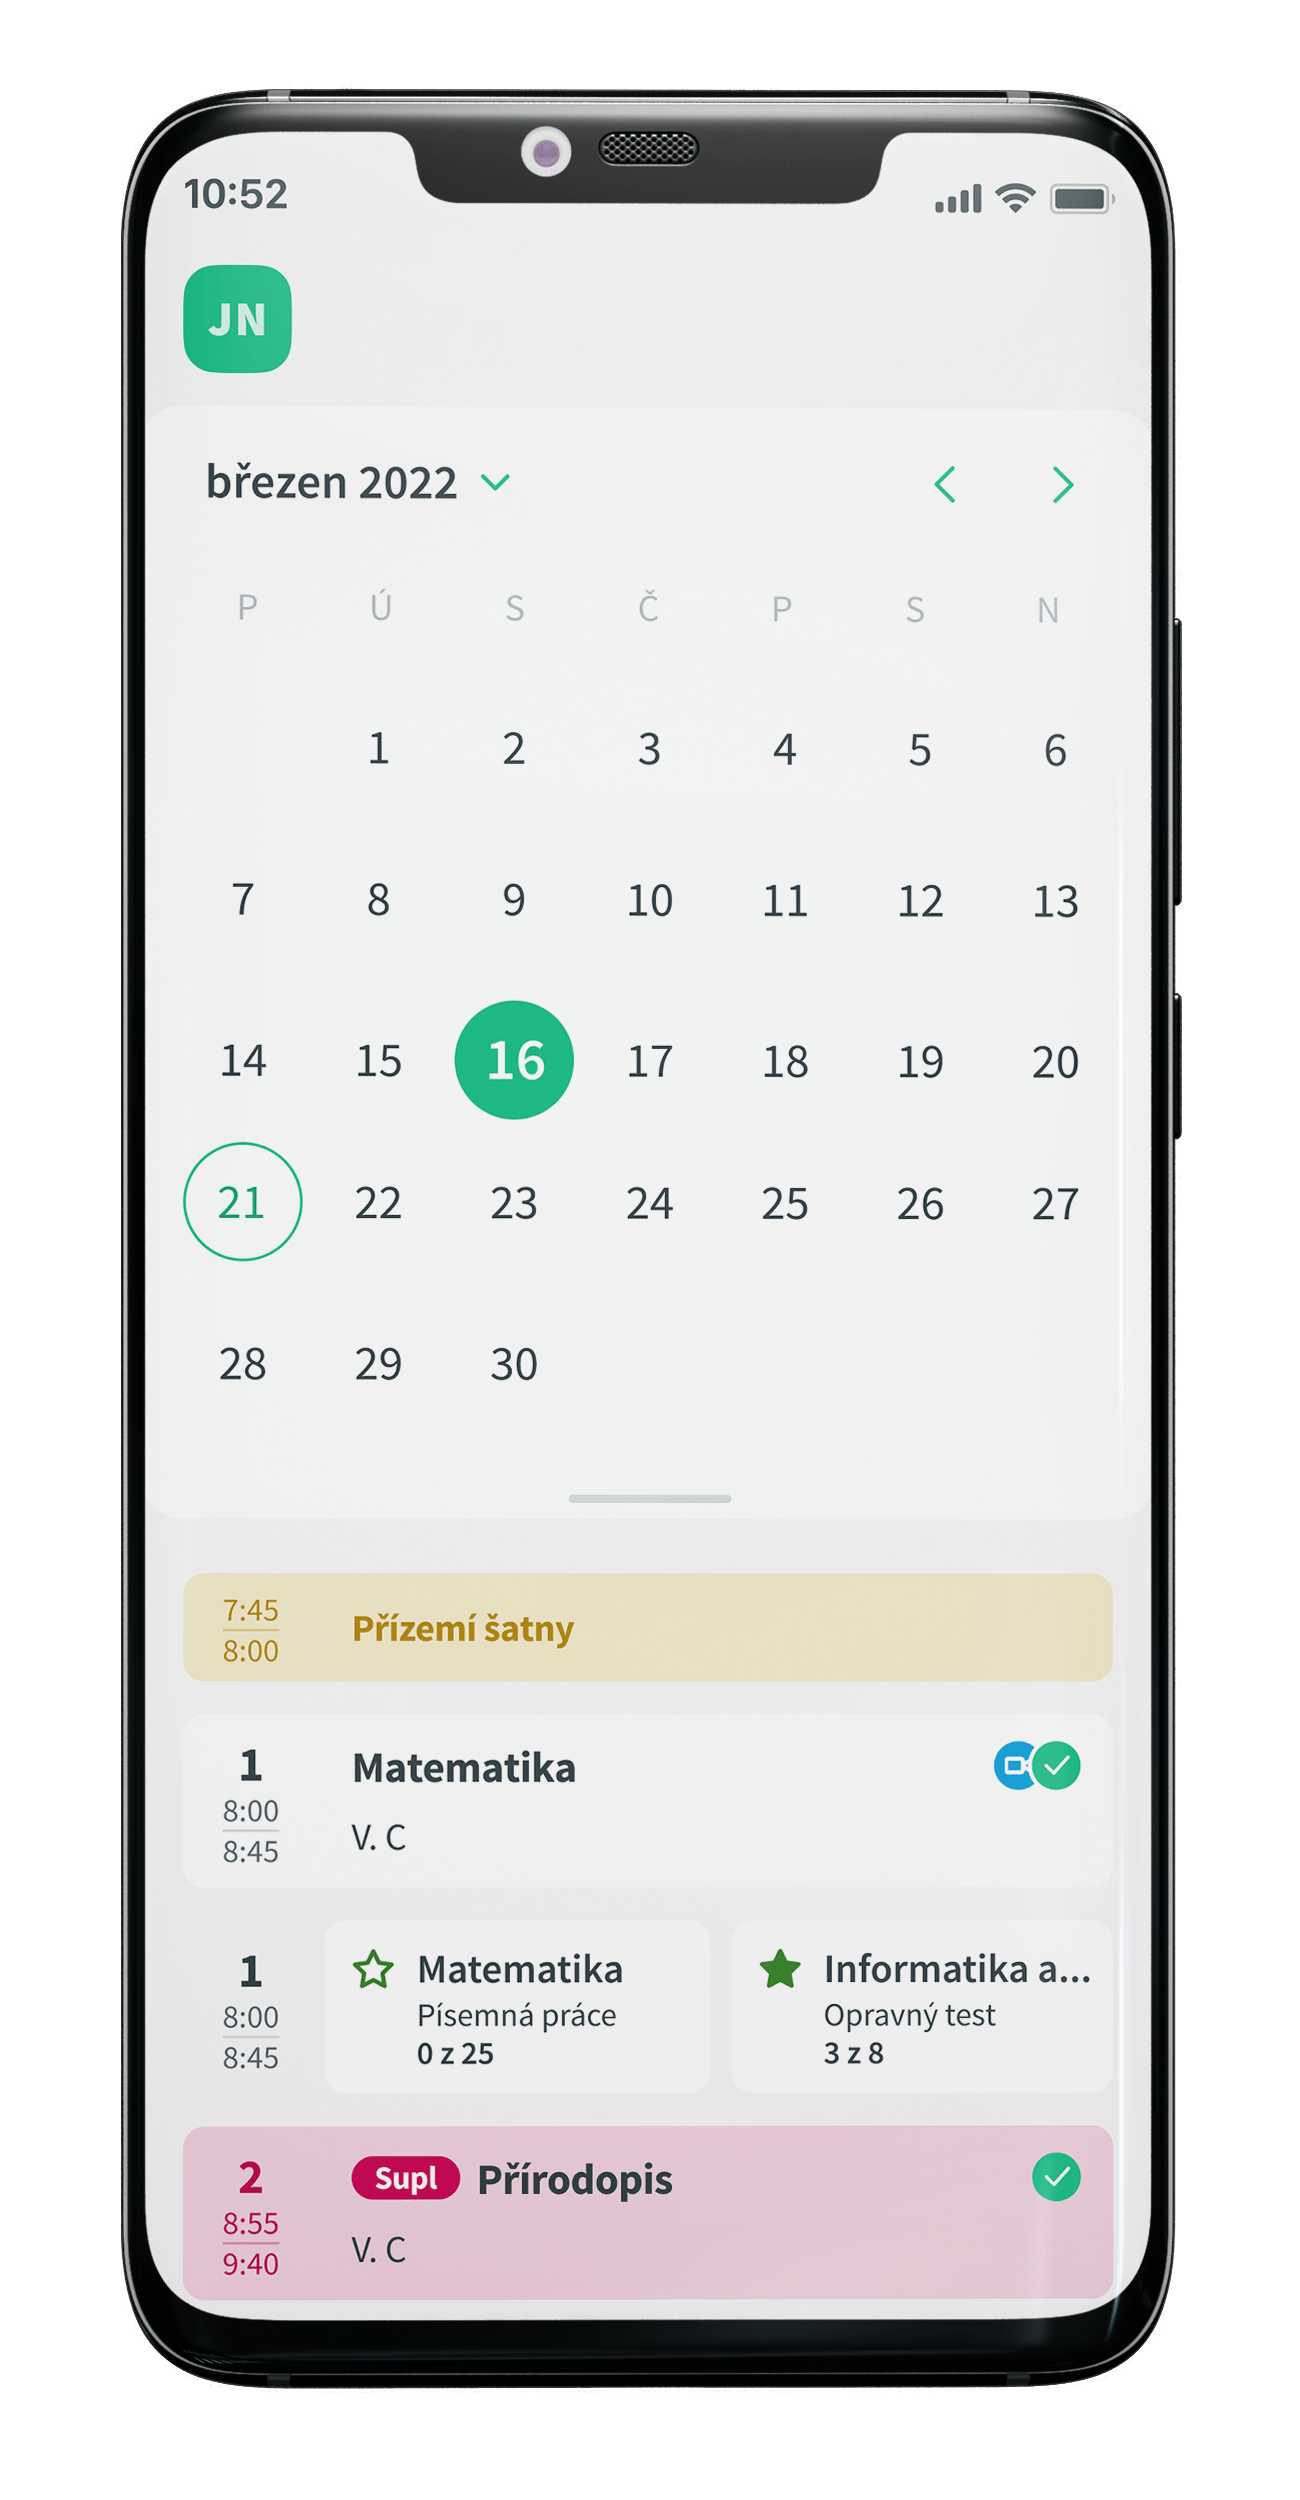 10:52
JN
březen 2022
P Ú S Č P S N
1 2 3 4 5 6
7 8 9 10 11 12 13
14 15 16 17 18 19 20
21 22 23 24 25 26 27
28 29 30
7:45
8:00
Přízemí šatny
1
8:00
8:45
Matematika
V. C
1
8:00
8:45
Matematika
Písemná práce
0 z 25
Informatika a...
Opravný test
3 z 8
2
8:55
9:40
Supl Přírodopis
V. C